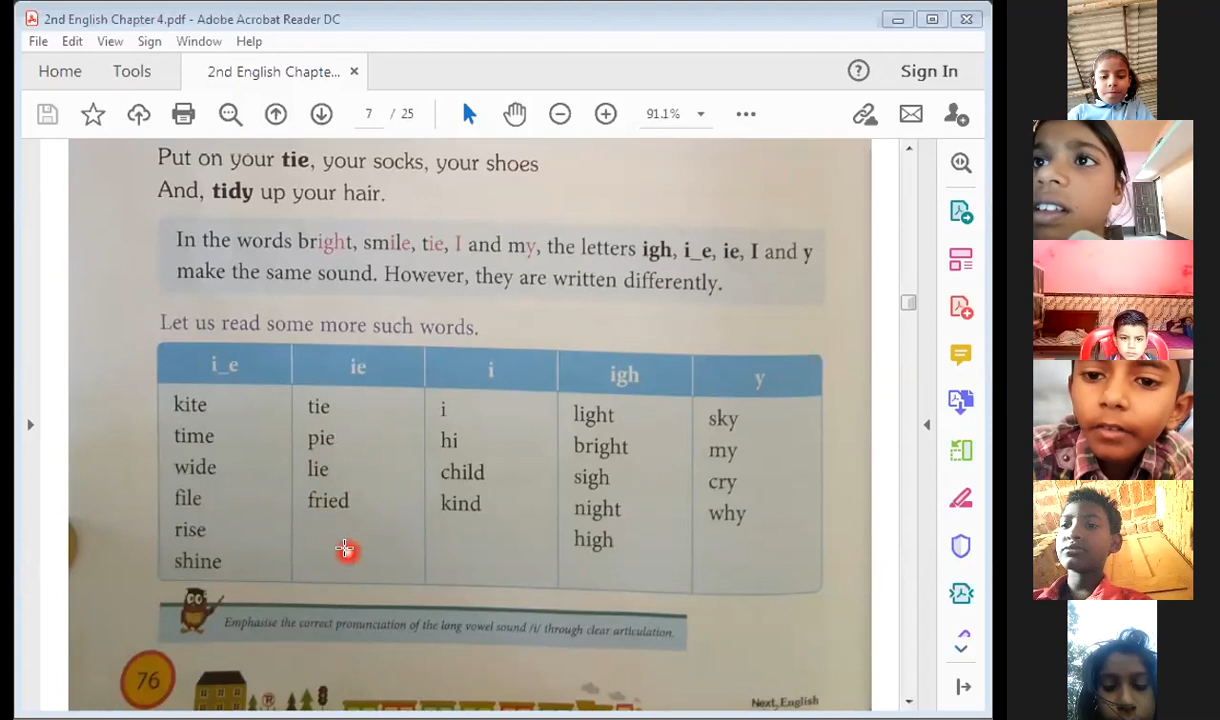 2nd English Chapter 4.pdf - Adobe Acrobat Reader DC
File Edit View Sign Window Help
Home Tools 2nd English Chapte... × Sign In
7 / 25 91.1%
Put on your tie, your socks, your shoes
And, tidy up your hair.
In the words bright, smile, tie, I and my, the letters igh, i_e, ie, I and y
make the same sound. However, they are written differently.
Let us read some more such words.
i_e ie i igh y
kite tie i light sky
time pie hi bright my
wide lie child sigh cry
file fried kind night why
rise high
shine
Emphasise the correct pronunciation of the long vowel sound /i/ through clear articulation.
76
Next, English